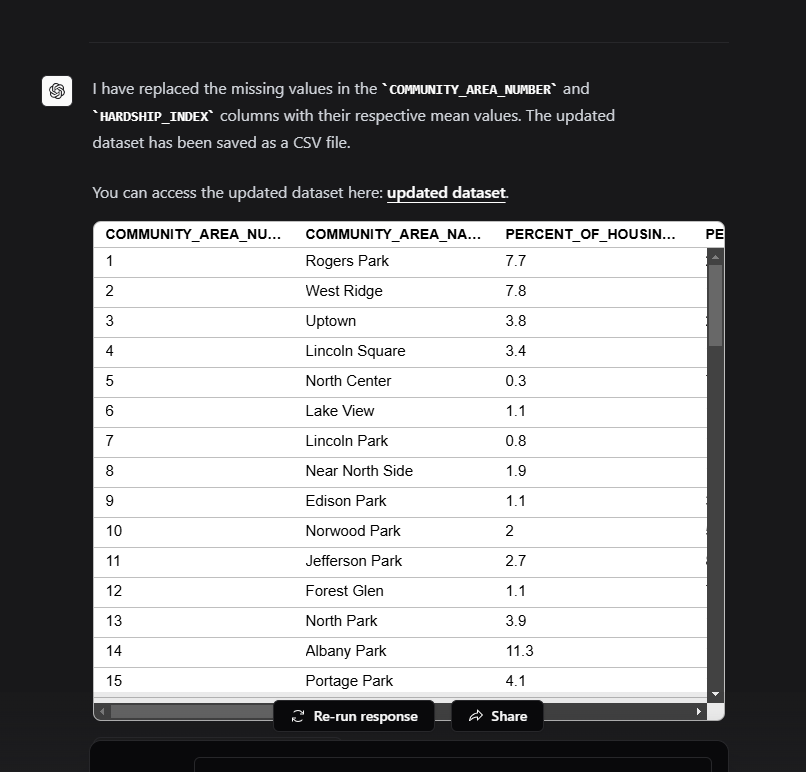 I have replaced the missing values in the `COMMUNITY_AREA_NUMBER` and
`HARDSHIP_INDEX` columns with their respective mean values. The updated
dataset has been saved as a CSV file.
You can access the updated dataset here: updated dataset.
COMMUNITY_AREA_NU... COMMUNITY_AREA_NA... PERCENT_OF_HOUSIN... PE
1 Rogers Park 7.7
2 West Ridge 7.8
3 Uptown 3.8
4 Lincoln Square 3.4
5 North Center 0.3
6 Lake View 1.1
7 Lincoln Park 0.8
8 Near North Side 1.9
9 Edison Park 1.1
10 Norwood Park 2
11 Jefferson Park 2.7
12 Forest Glen 1.1
13 North Park 3.9
14 Albany Park 11.3
15 Portage Park 4.1
Re-run response Share